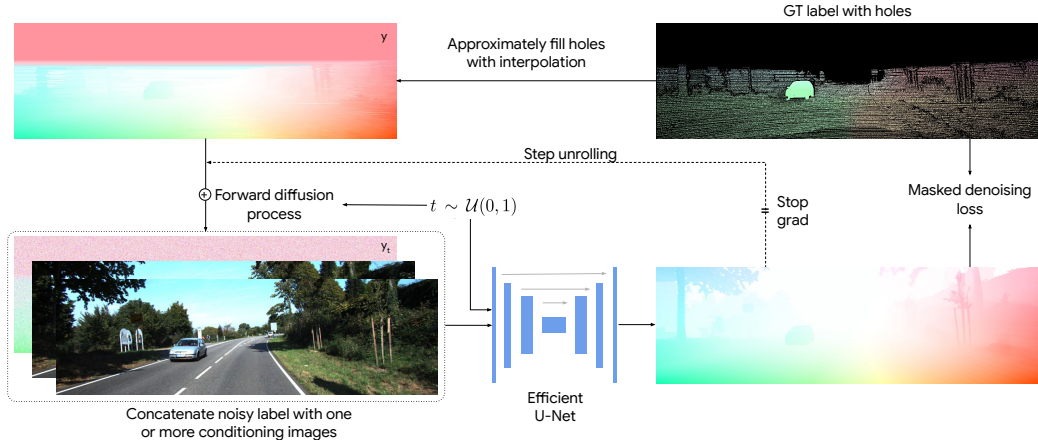 GT label with holes
y
Approximately fill holes
with interpolation
Step unrolling
Forward diffusion
process
t ∼ 𝒰(0,1)
Stop
grad
Masked denoising
loss
yt
Efficient
U-Net
Concatenate noisy label with one
or more conditioning images